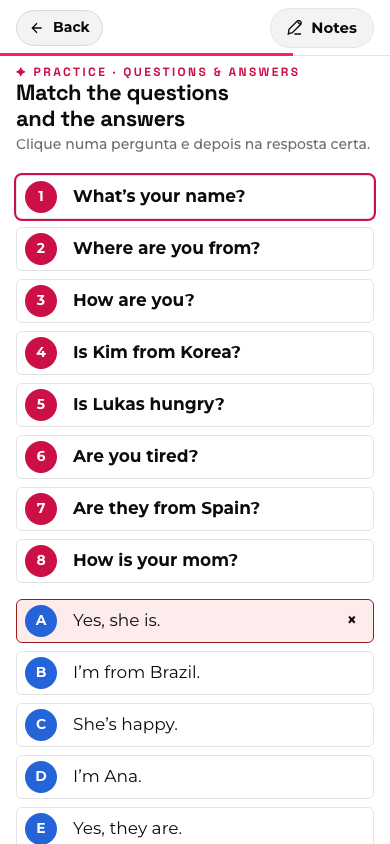 Back
Notes
PRACTICE · QUESTIONS & ANSWERS
Match the questions
and the answers
Clique numa pergunta e depois na resposta certa.
1 What’s your name?
2 Where are you from?
3 How are you?
4 Is Kim from Korea?
5 Is Lukas hungry?
6 Are you tired?
7 Are they from Spain?
8 How is your mom?
A Yes, she is.
B I’m from Brazil.
C She’s happy.
D I’m Ana.
E Yes, they are.